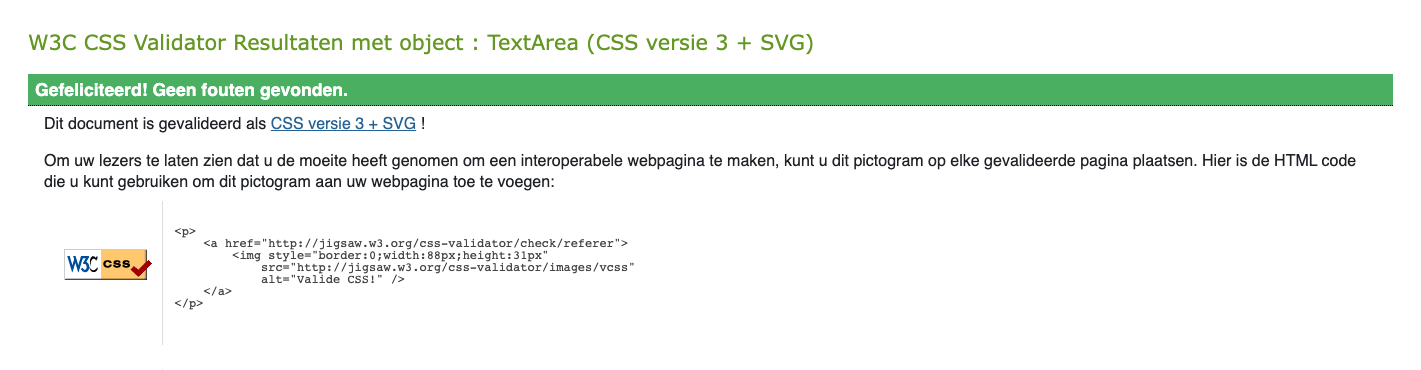 W3C CSS Validator Resultaten met object : TextArea (CSS versie 3 + SVG)
Gefeliciteerd! Geen fouten gevonden.
Dit document is gevalideerd als CSS versie 3 + SVG !
Om uw lezers te laten zien dat u de moeite heeft genomen om een interoperabele webpagina te maken, kunt u dit pictogram op elke gevalideerde pagina plaatsen. Hier is de HTML code
die u kunt gebruiken om dit pictogram aan uw webpagina toe te voegen:
<p>
    <a href="http://jigsaw.w3.org/css-validator/check/referer">
        <img style="border:0;width:88px;height:31px"
W3C css
            src="http://jigsaw.w3.org/css-validator/images/vcss"
            alt="Valide CSS!" />
    </a>
</p>